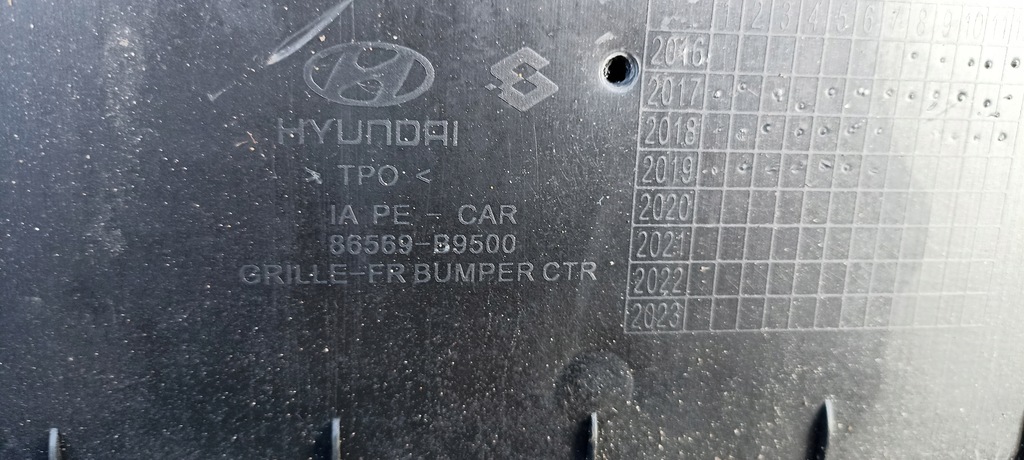 HYUNDAI
> TPO <
IA PE - CAR
86569-B9500
GRILLE-FR BUMPER CTR
1 2 3 4 5 6 7 8 9 10 11
2016
2017
2018
2019
2020
2021
2022
2023